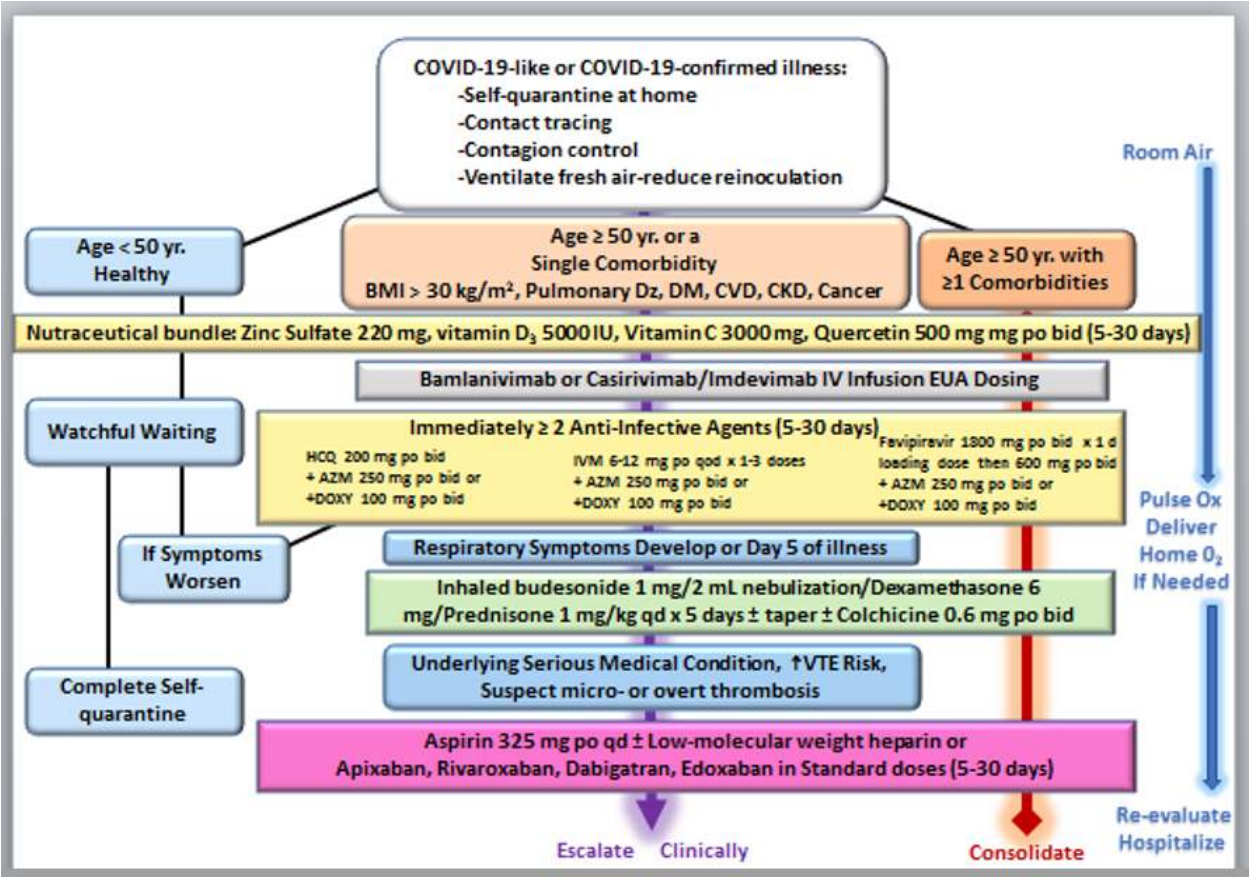 COVID-19-like or COVID-19-confirmed illness:
-Self-quarantine at home
-Contact tracing
-Contagion control
-Ventilate fresh air-reduce reinoculation
Room Air
Age < 50 yr.
Healthy
Age ≥ 50 yr. or a
Single Comorbidity
BMI > 30 kg/m², Pulmonary Dz, DM, CVD, CKD, Cancer
Age ≥ 50 yr. with
≥1 Comorbidities
Nutraceutical bundle: Zinc Sulfate 220 mg, vitamin D₃ 5000 IU, Vitamin C 3000 mg, Quercetin 500 mg mg po bid (5-30 days)
Bamlanivimab or Casirivimab/Imdevimab IV Infusion EUA Dosing
Watchful Waiting
Immediately ≥ 2 Anti-Infective Agents (5-30 days)
HCQ 200 mg po bid
+ AZM 250 mg po bid or
+DOXY 100 mg po bid
IVM 6-12 mg po qod x 1-3 doses
+ AZM 250 mg po bid or
+DOXY 100 mg po bid
Favipiravir 1800 mg po bid x 1 d
loading dose then 600 mg po bid
+ AZM 250 mg po bid or
+DOXY 100 mg po bid
Pulse Ox
Deliver
Home 0₂
If Needed
If Symptoms
Worsen
Respiratory Symptoms Develop or Day 5 of illness
Inhaled budesonide 1 mg/2 mL nebulization/Dexamethasone 6
mg/Prednisone 1 mg/kg qd x 5 days ± taper ± Colchicine 0.6 mg po bid
Underlying Serious Medical Condition, ↑VTE Risk,
Suspect micro- or overt thrombosis
Complete Self-
quarantine
Aspirin 325 mg po qd ± Low-molecular weight heparin or
Apixaban, Rivaroxaban, Dabigatran, Edoxaban in Standard doses (5-30 days)
Re-evaluate
Hospitalize
Escalate Clinically
Consolidate